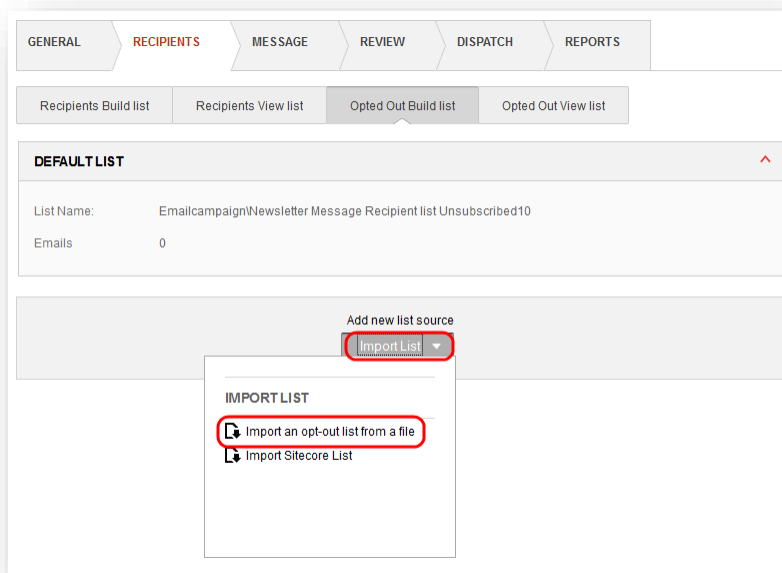 GENERAL RECIPIENTS MESSAGE REVIEW DISPATCH REPORTS
Recipients Build list Recipients View list Opted Out Build list Opted Out View list
DEFAULT LIST
List Name: Emailcampaign\Newsletter Message Recipient list Unsubscribed10
Emails 0
Add new list source
Import List
IMPORT LIST
Import an opt-out list from a file
Import Sitecore List